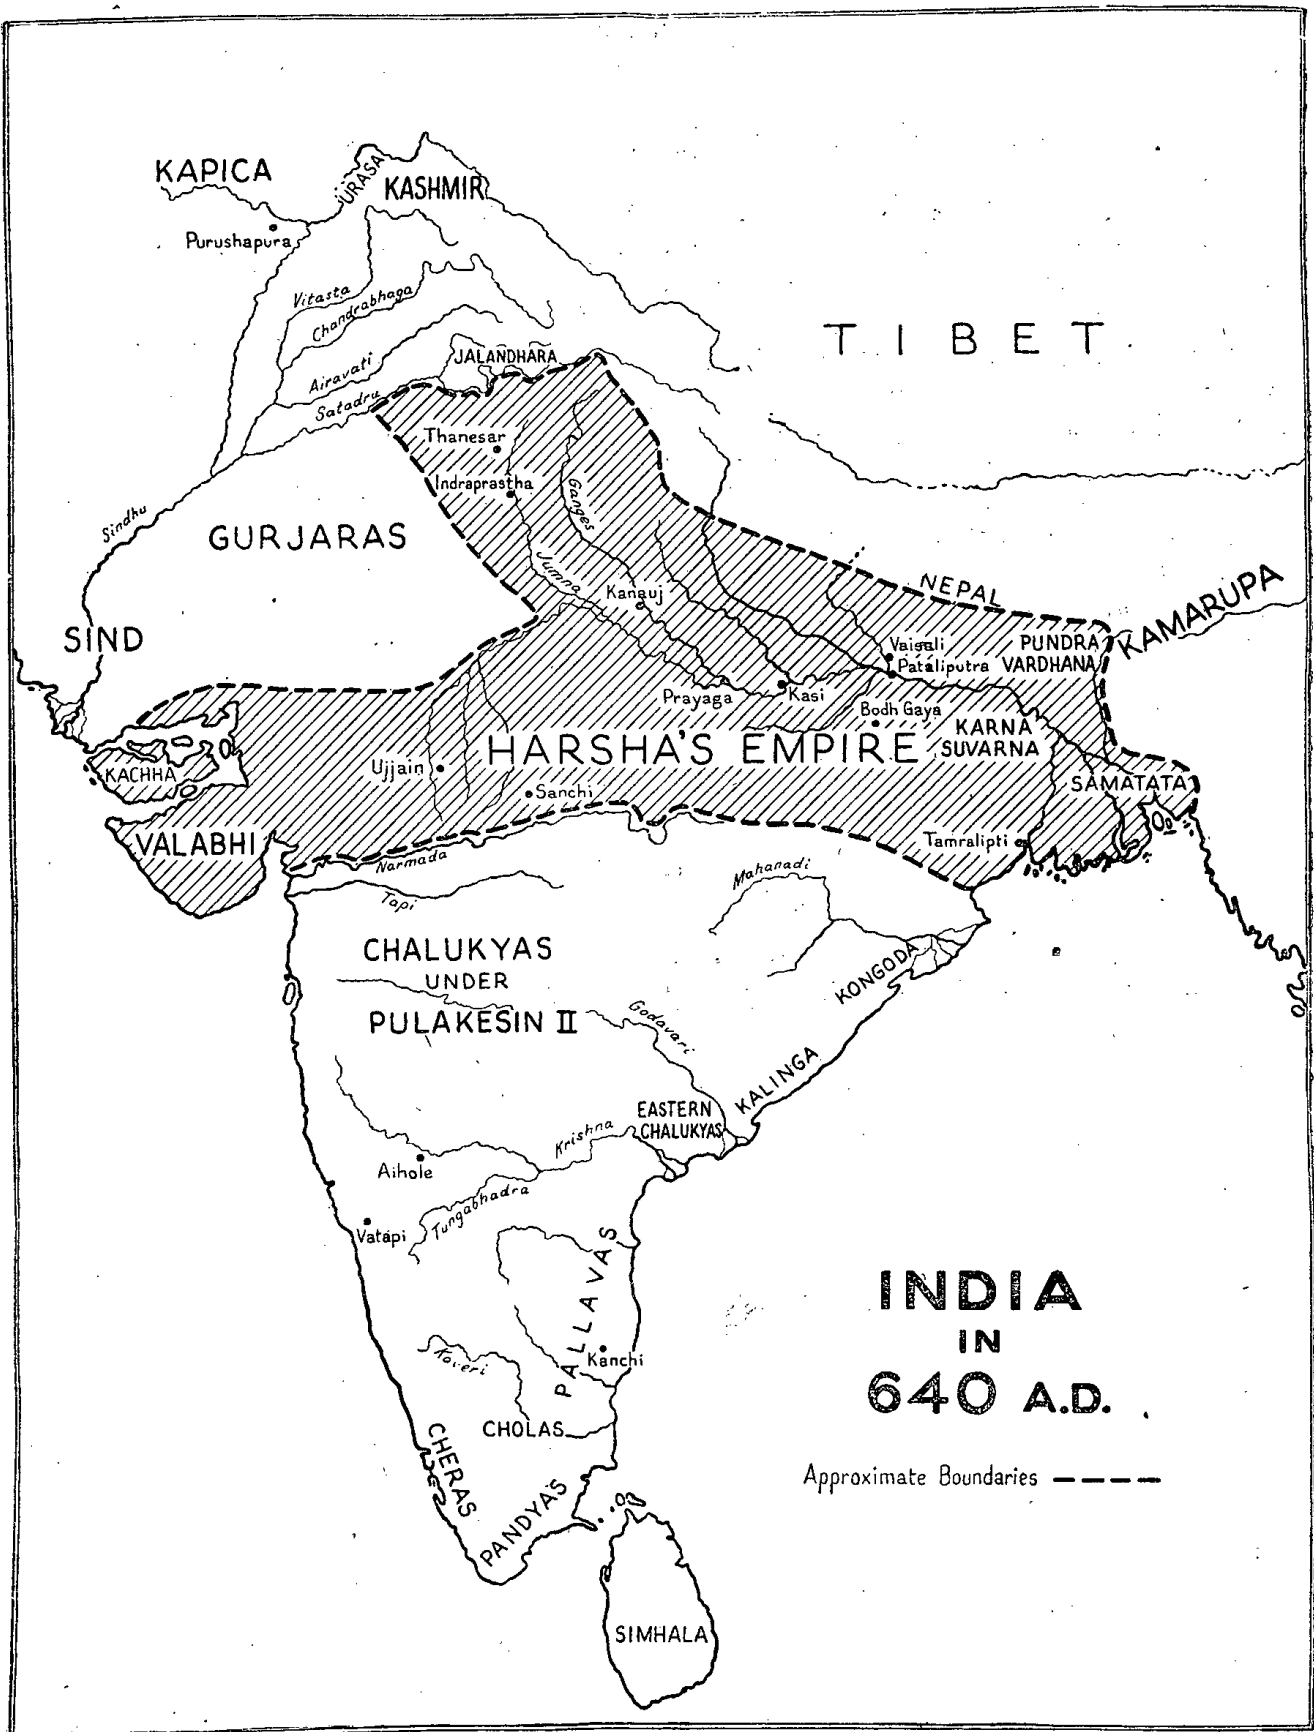 KAPICA
URASA
KASHMIR
Purushapura
Vitasta
Chandrabhaga
TIBET
Airavati
JALANDHARA
Satadru
Thanesar
Indraprastha
Ganges
Sindhu
GURJARAS
Jumna
Kanauj
NEPAL
KAMARUPA
SIND
Vaisali
PUNDRA
VARDHANA
Pataliputra
Prayaga
Kasi
Bodh Gaya
KARNA
SUVARNA
HARSHA'S EMPIRE
KACHHA
Ujjain
Sanchi
SAMATATA
VALABHI
Tamralipti
Narmada
Tapi
Mahanadi
CHALUKYAS
UNDER
PULAKESIN II
KONGODA
Godavari
KALINGA
EASTERN
CHALUKYAS
Krishna
Aihole
Tungabhadra
Vatapi
PALLAVAS
Kanchi
Kaveri
CHOLAS
CHERAS
PANDYAS
SIMHALA
INDIA
IN
640 A.D.
Approximate Boundaries